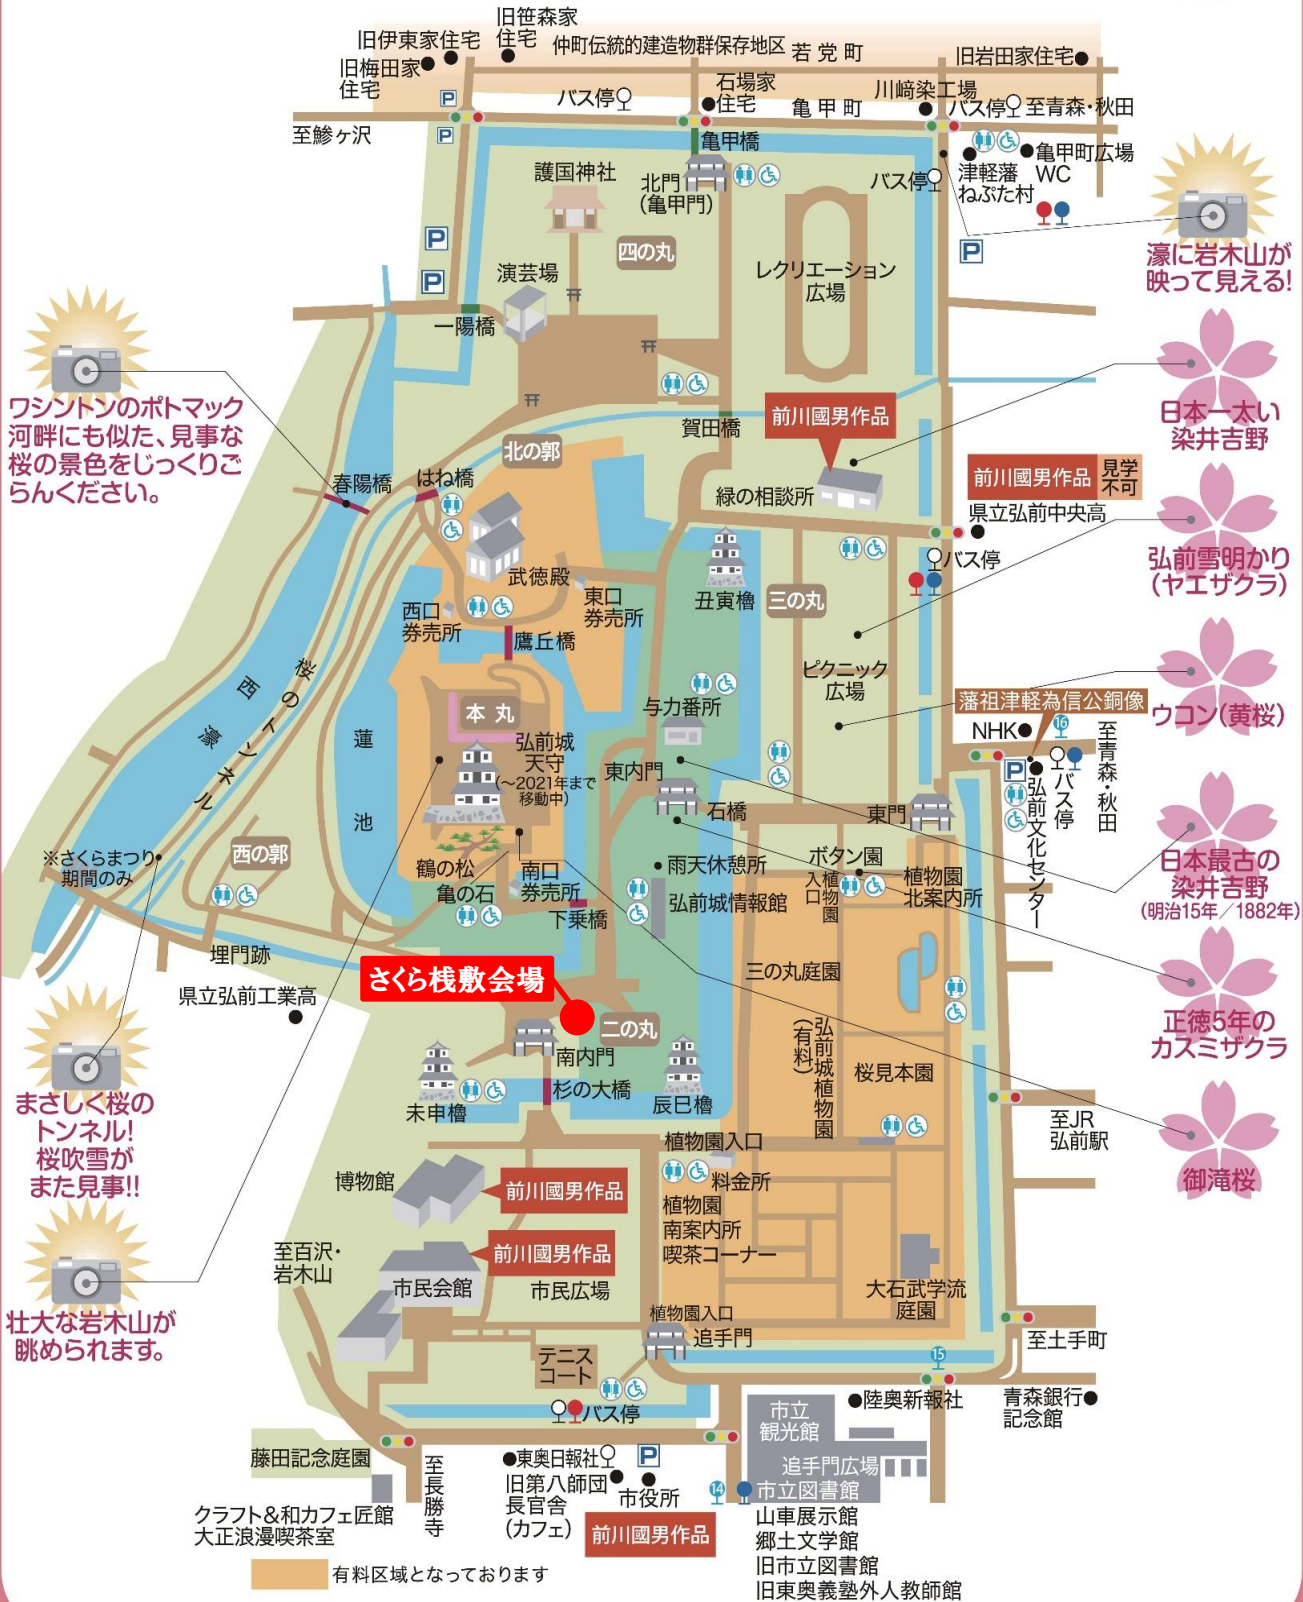 旧笹森家
住宅
旧伊東家住宅
仲町伝統的建造物群保存地区
若党町
旧岩田家住宅
旧梅田家
住宅
P
バス停
石場家
住宅
亀甲町
川﨑染工場
バス停
至青森・秋田
至鰺ヶ沢
P
亀甲橋
護国神社
北門
(亀甲門)
バス停
津軽藩
ねぷた村
亀甲町広場
WC
P
P
P
四の丸
演芸場
レクリエーション
広場
濠に岩木山が
映って見える!
一陽橋
ワシントンのポトマック
河畔にも似た、見事な
桜の景色をじっくりご
らんください。
日本一太い
染井吉野
前川國男作品
賀田橋
北の郭
春陽橋
はね橋
緑の相談所
前川國男作品
見学
不可
県立弘前中央高
バス停
弘前雪明かり
(ヤエザクラ)
武徳殿
東口
券売所
西口
券売所
丑寅櫓
三の丸
鷹丘橋
ピクニック
広場
桜のトンネル
西濠
蓮池
本丸
弘前城
天守
(～2021年まで
移動中)
与力番所
藩祖津軽為信公銅像
ウコン(黄桜)
NHK
16
至青森・秋田
P
バス停
弘前文化センター
東内門
石橋
東門
※さくらまつり
期間のみ
西の郭
鶴の松
亀の石
南口
券売所
雨天休憩所
ボタン園
植物園
入口
植物園
北案内所
日本最古の
染井吉野
(明治15年／1882年)
弘前城情報館
下乗橋
埋門跡
県立弘前工業高
さくら桟敷会場
三の丸庭園
二の丸
南内門
弘前城植物園
(有料)
桜見本園
正徳5年の
カスミザクラ
まさしく桜の
トンネル!
桜吹雪が
また見事!!
未申櫓
杉の大橋
辰巳櫓
至JR
弘前駅
植物園入口
料金所
植物園
南案内所
喫茶コーナー
博物館
前川國男作品
御滝桜
至百沢・
岩木山
前川國男作品
市民会館
市民広場
大石武学流
庭園
壮大な岩木山が
眺められます。
植物園入口
追手門
至土手町
テニス
コート
15
バス停
市立
観光館
陸奥新報社
青森銀行
記念館
藤田記念庭園
至長勝寺
東奥日報社
P
旧第八師団
長官舎
(カフェ)
市役所
前川國男作品
追手門広場
14
市立図書館
山車展示館
郷土文学館
旧市立図書館
旧東奥義塾外人教師館
クラフト&和カフェ匠館
大正浪漫喫茶室
有料区域となっております